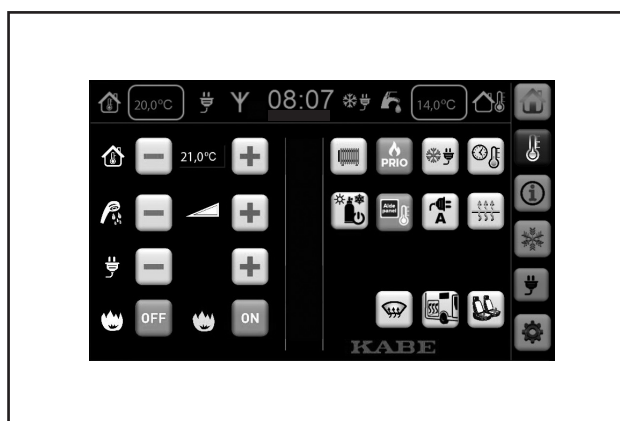 20,0°C 08:07 14,0°C
21,0°C PRIO
Alde
panel
A
OFF ON
KABE